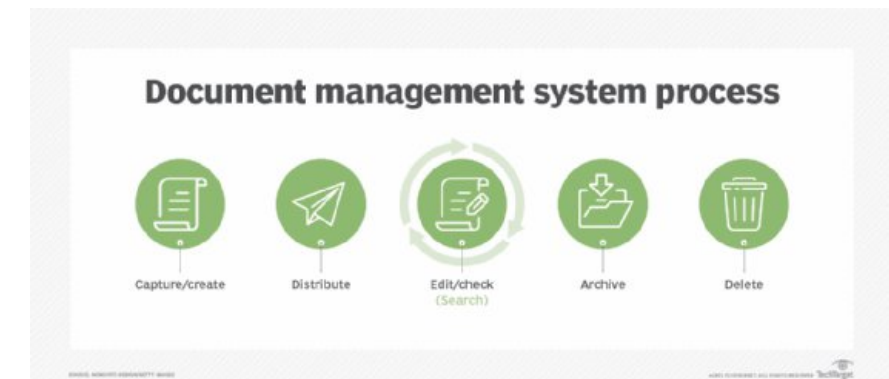 Document management system process
Capture/create
Distribute
Edit/check
(Search)
Archive
Delete
TechTarget